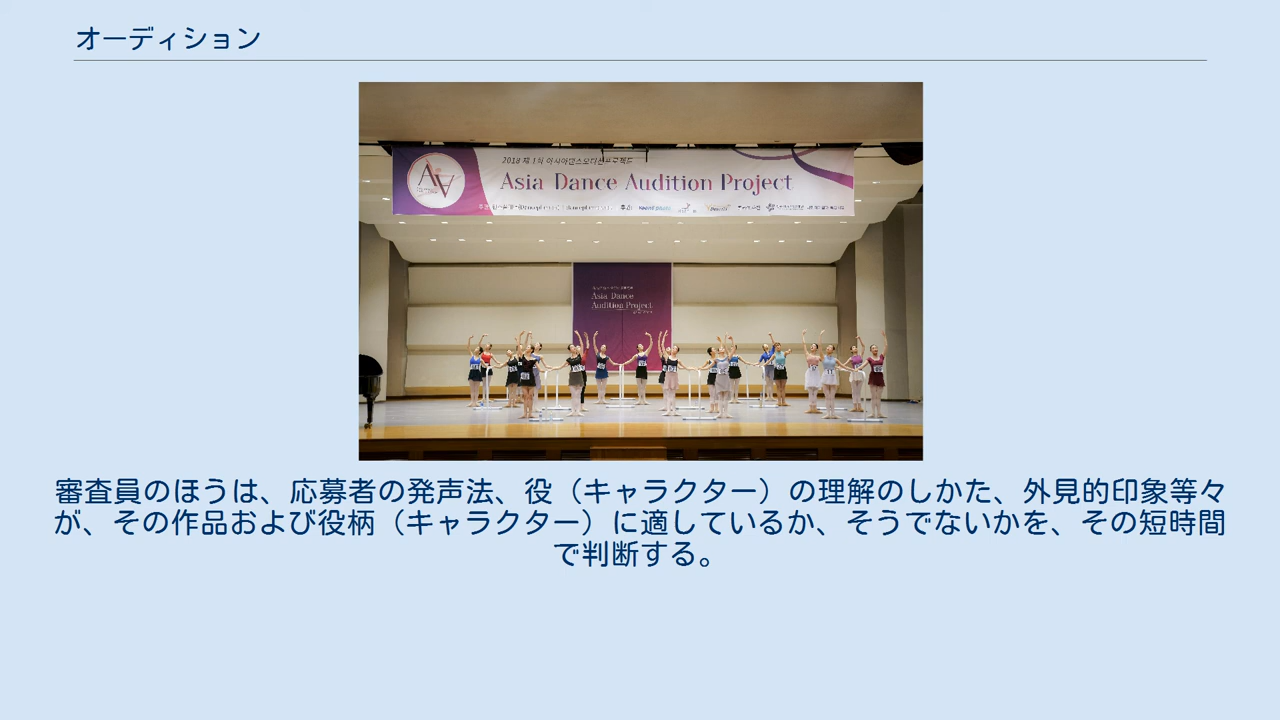 オーディション
2018 제 1회 아시아댄스오디션프로젝트
Asia Dance Audition Project
Asia Dance
Audition Project
審査員のほうは、応募者の発声法、役（キャラクター）の理解のしかた、外見的印象等々
が、その作品および役柄（キャラクター）に適しているか、そうでないかを、その短時間
で判断する。